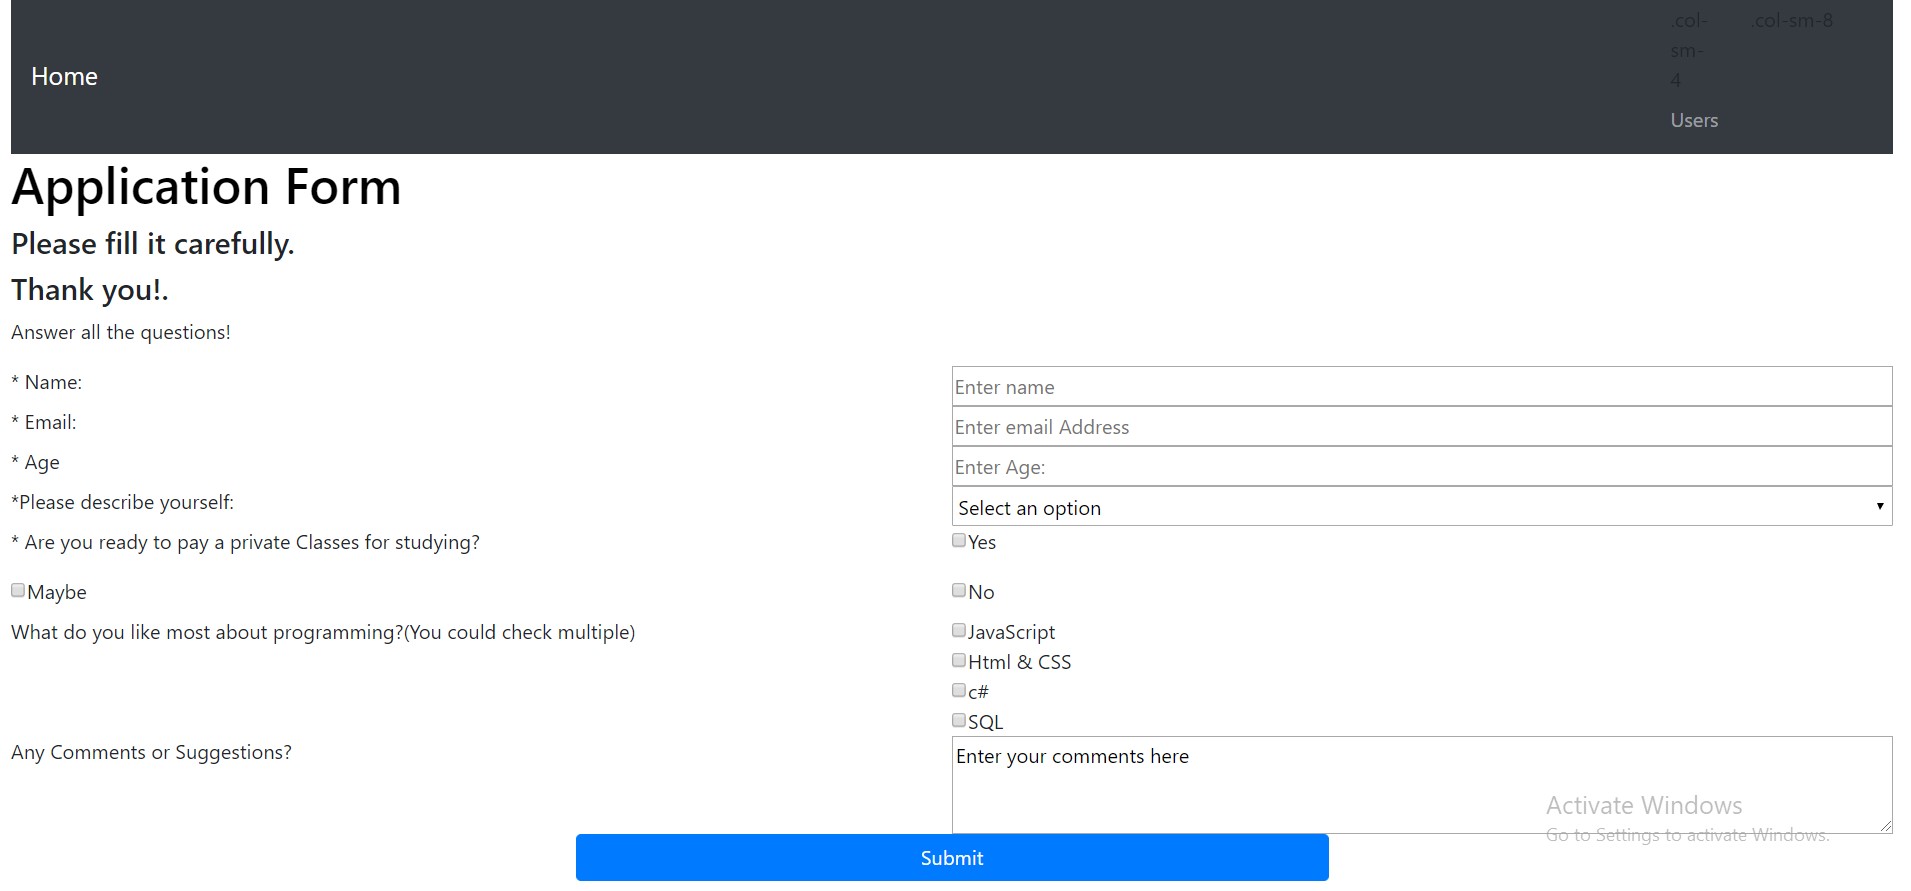 Home
.col-sm-4
.col-sm-8
Users
Application Form
Please fill it carefully.
Thank you!.
Answer all the questions!
* Name:
Enter name
* Email:
Enter email Address
* Age
Enter Age:
*Please describe yourself:
Select an option
* Are you ready to pay a private Classes for studying?
Yes
Maybe
No
What do you like most about programming?(You could check multiple)
JavaScript
Html & CSS
c#
SQL
Any Comments or Suggestions?
Enter your comments here
Activate Windows
Go to Settings to activate Windows.
Submit